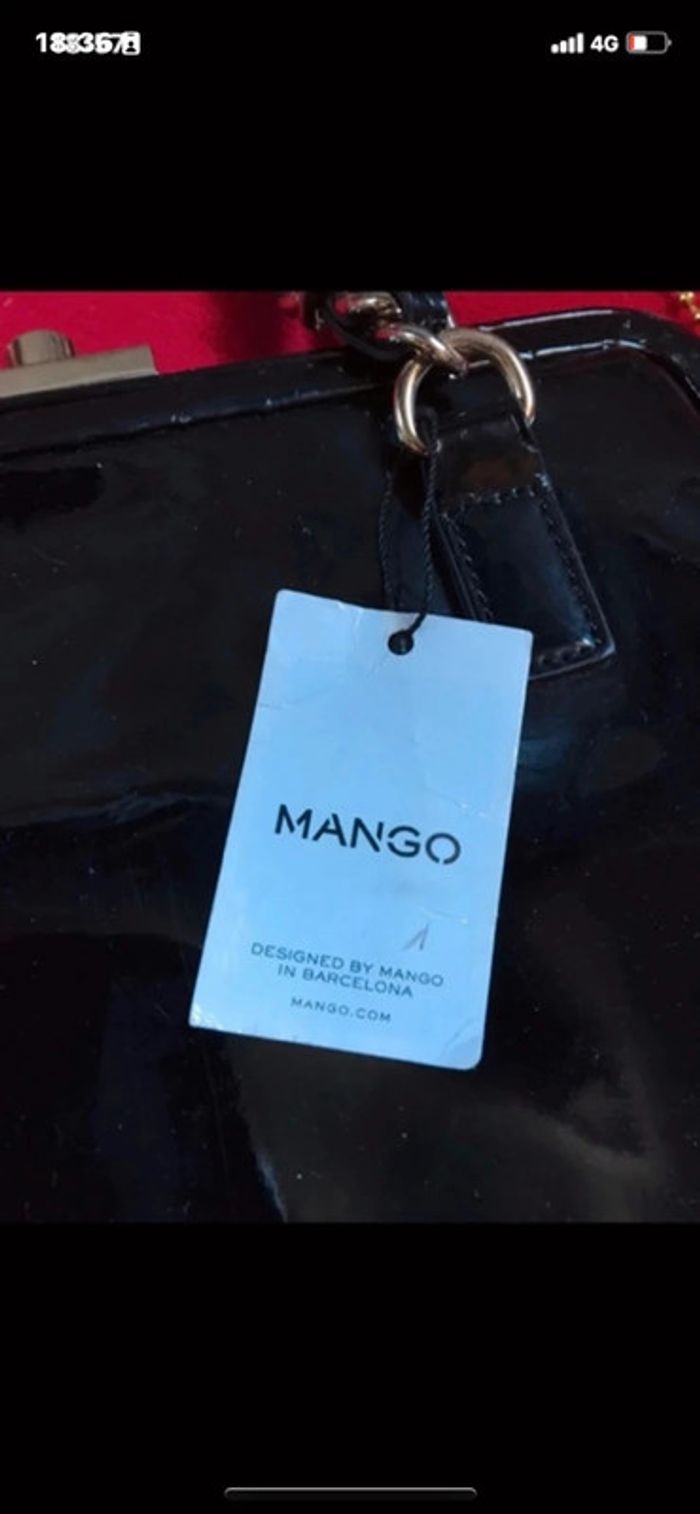 4G
MANGO
DESIGNED BY MANGO
IN BARCELONA
MANGO.COM